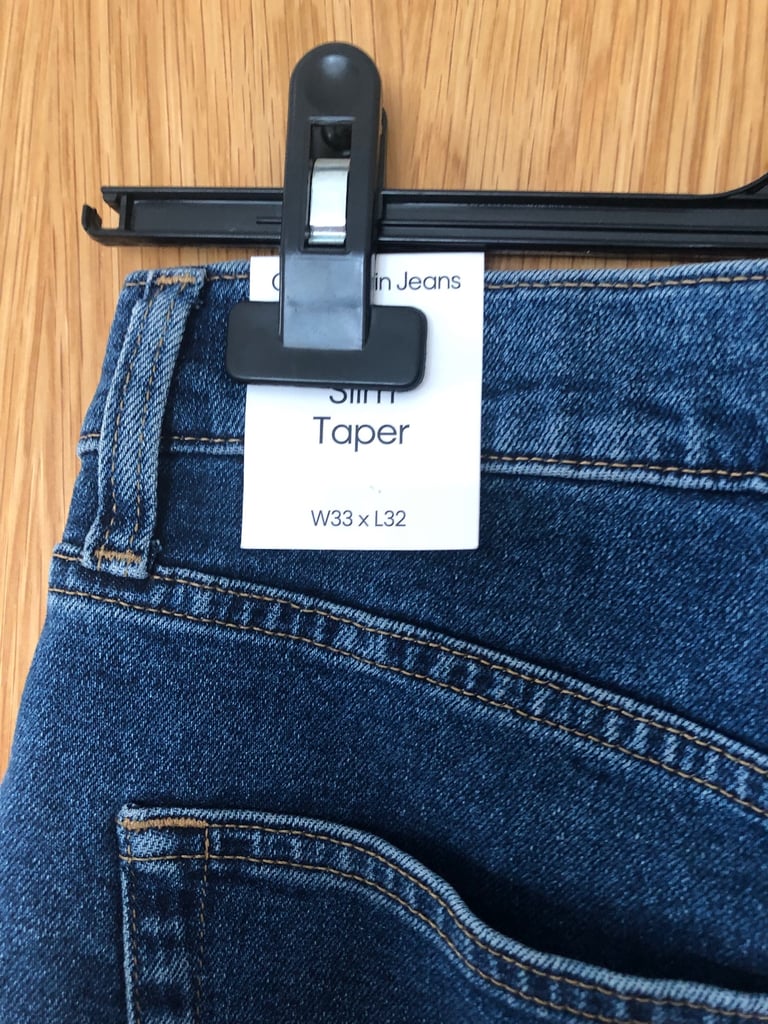 in Jeans
Slim
Taper
W33 x L32